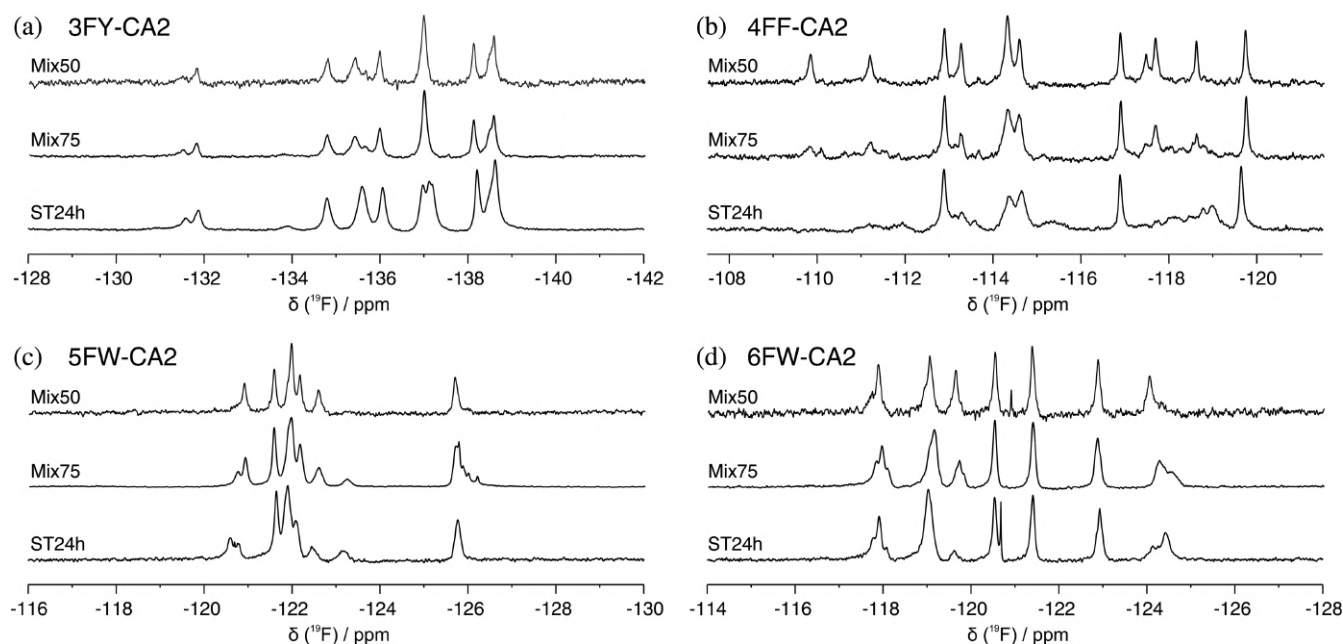 (a) 3FY-CA2
Mix50
Mix75
ST24h
-128 -130 -132 -134 -136 -138 -140 -142
δ (¹⁹F) / ppm
(b) 4FF-CA2
Mix50
Mix75
ST24h
-108 -110 -112 -114 -116 -118 -120
δ (¹⁹F) / ppm
(c) 5FW-CA2
Mix50
Mix75
ST24h
-116 -118 -120 -122 -124 -126 -128 -130
δ (¹⁹F) / ppm
(d) 6FW-CA2
Mix50
Mix75
ST24h
-114 -116 -118 -120 -122 -124 -126 -128
δ (¹⁹F) / ppm